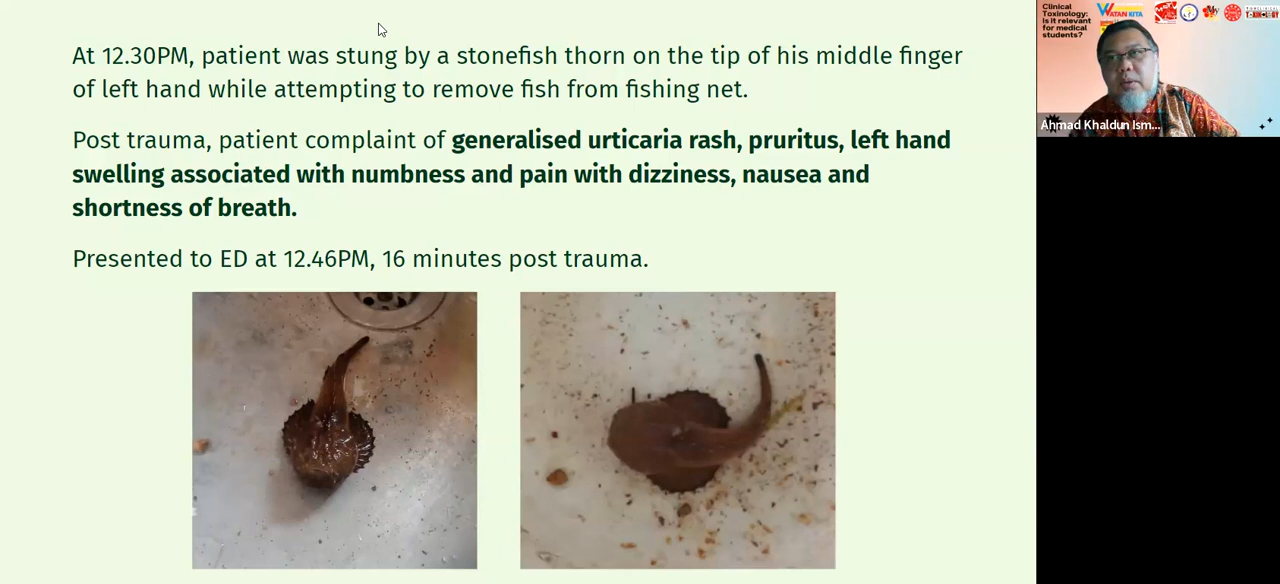 At 12.30PM, patient was stung by a stonefish thorn on the tip of his middle finger
of left hand while attempting to remove fish from fishing net.
Post trauma, patient complaint of generalised urticaria rash, pruritus, left hand
swelling associated with numbness and pain with dizziness, nausea and
shortness of breath.
Presented to ED at 12.46PM, 16 minutes post trauma.
Clinical
Toxinology:
Is it relevant
for medical
students?
WATAN KITA
Ahmad Khaldun Ism...